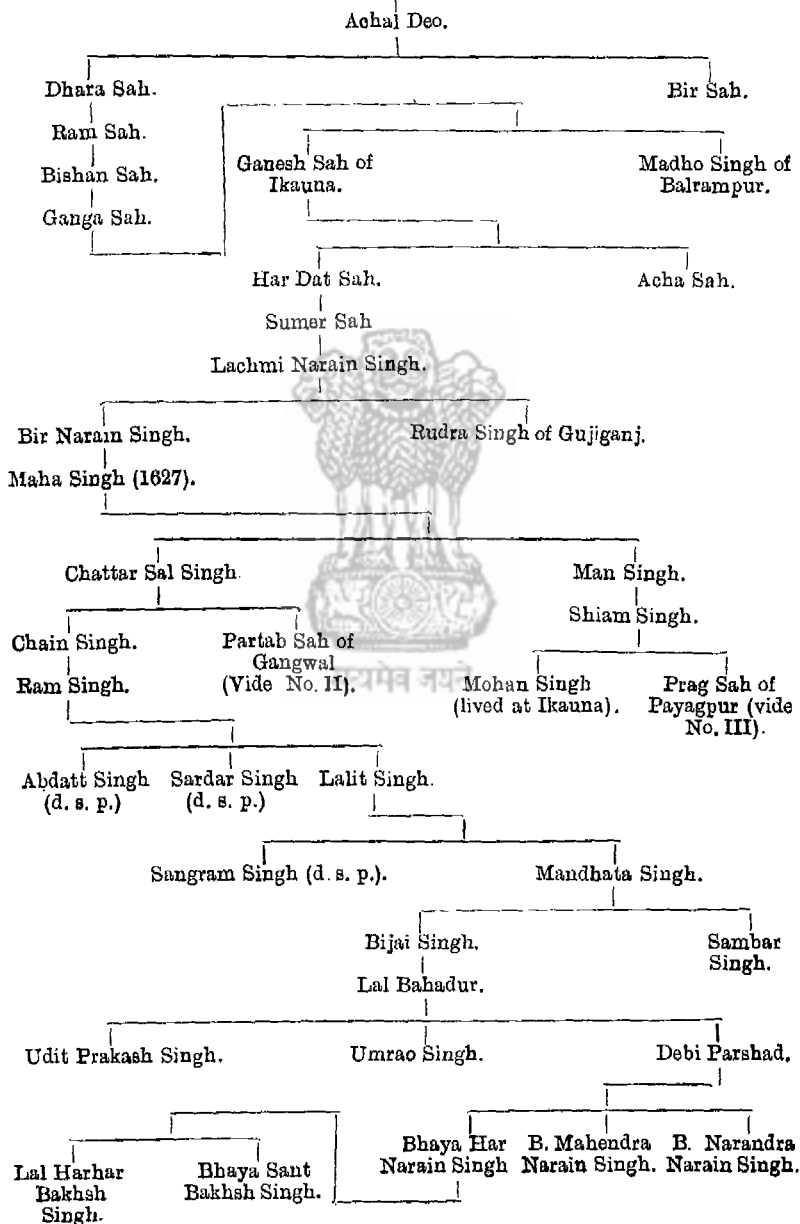 Achal Deo.
Dhara Sah. Bir Sah.
Ram Sah.
Bishan Sah. Ganesh Sah of Madho Singh of
Ikauna. Balrampur.
Ganga Sah.
Har Dat Sah. Acha Sah.
Sumer Sah
Lachmi Narain Singh.
Bir Narain Singh. Rudra Singh of Gujiganj.
Maha Singh (1627).
Chattar Sal Singh. Man Singh.
Shiam Singh.
Chain Singh. Partab Sah of
Gangwal
Ram Singh. (Vide No. II). Mohan Singh Prag Sah of
(lived at Ikauna). Payagpur (vide
No. III).
सत्यमेव जयते
Abdatt Singh Sardar Singh Lalit Singh.
(d. s. p.) (d. s. p.)
Sangram Singh (d. s. p.). Mandhata Singh.
Bijai Singh. Sambar
Singh.
Lal Bahadur.
Udit Prakash Singh. Umrao Singh. Debi Parshad.
Bhaya Har B. Mahendra B. Narandra
Narain Singh Narain Singh. Narain Singh.
Lal Harhar Bhaya Sant
Bakhsh Bakhsh Singh.
Singh.